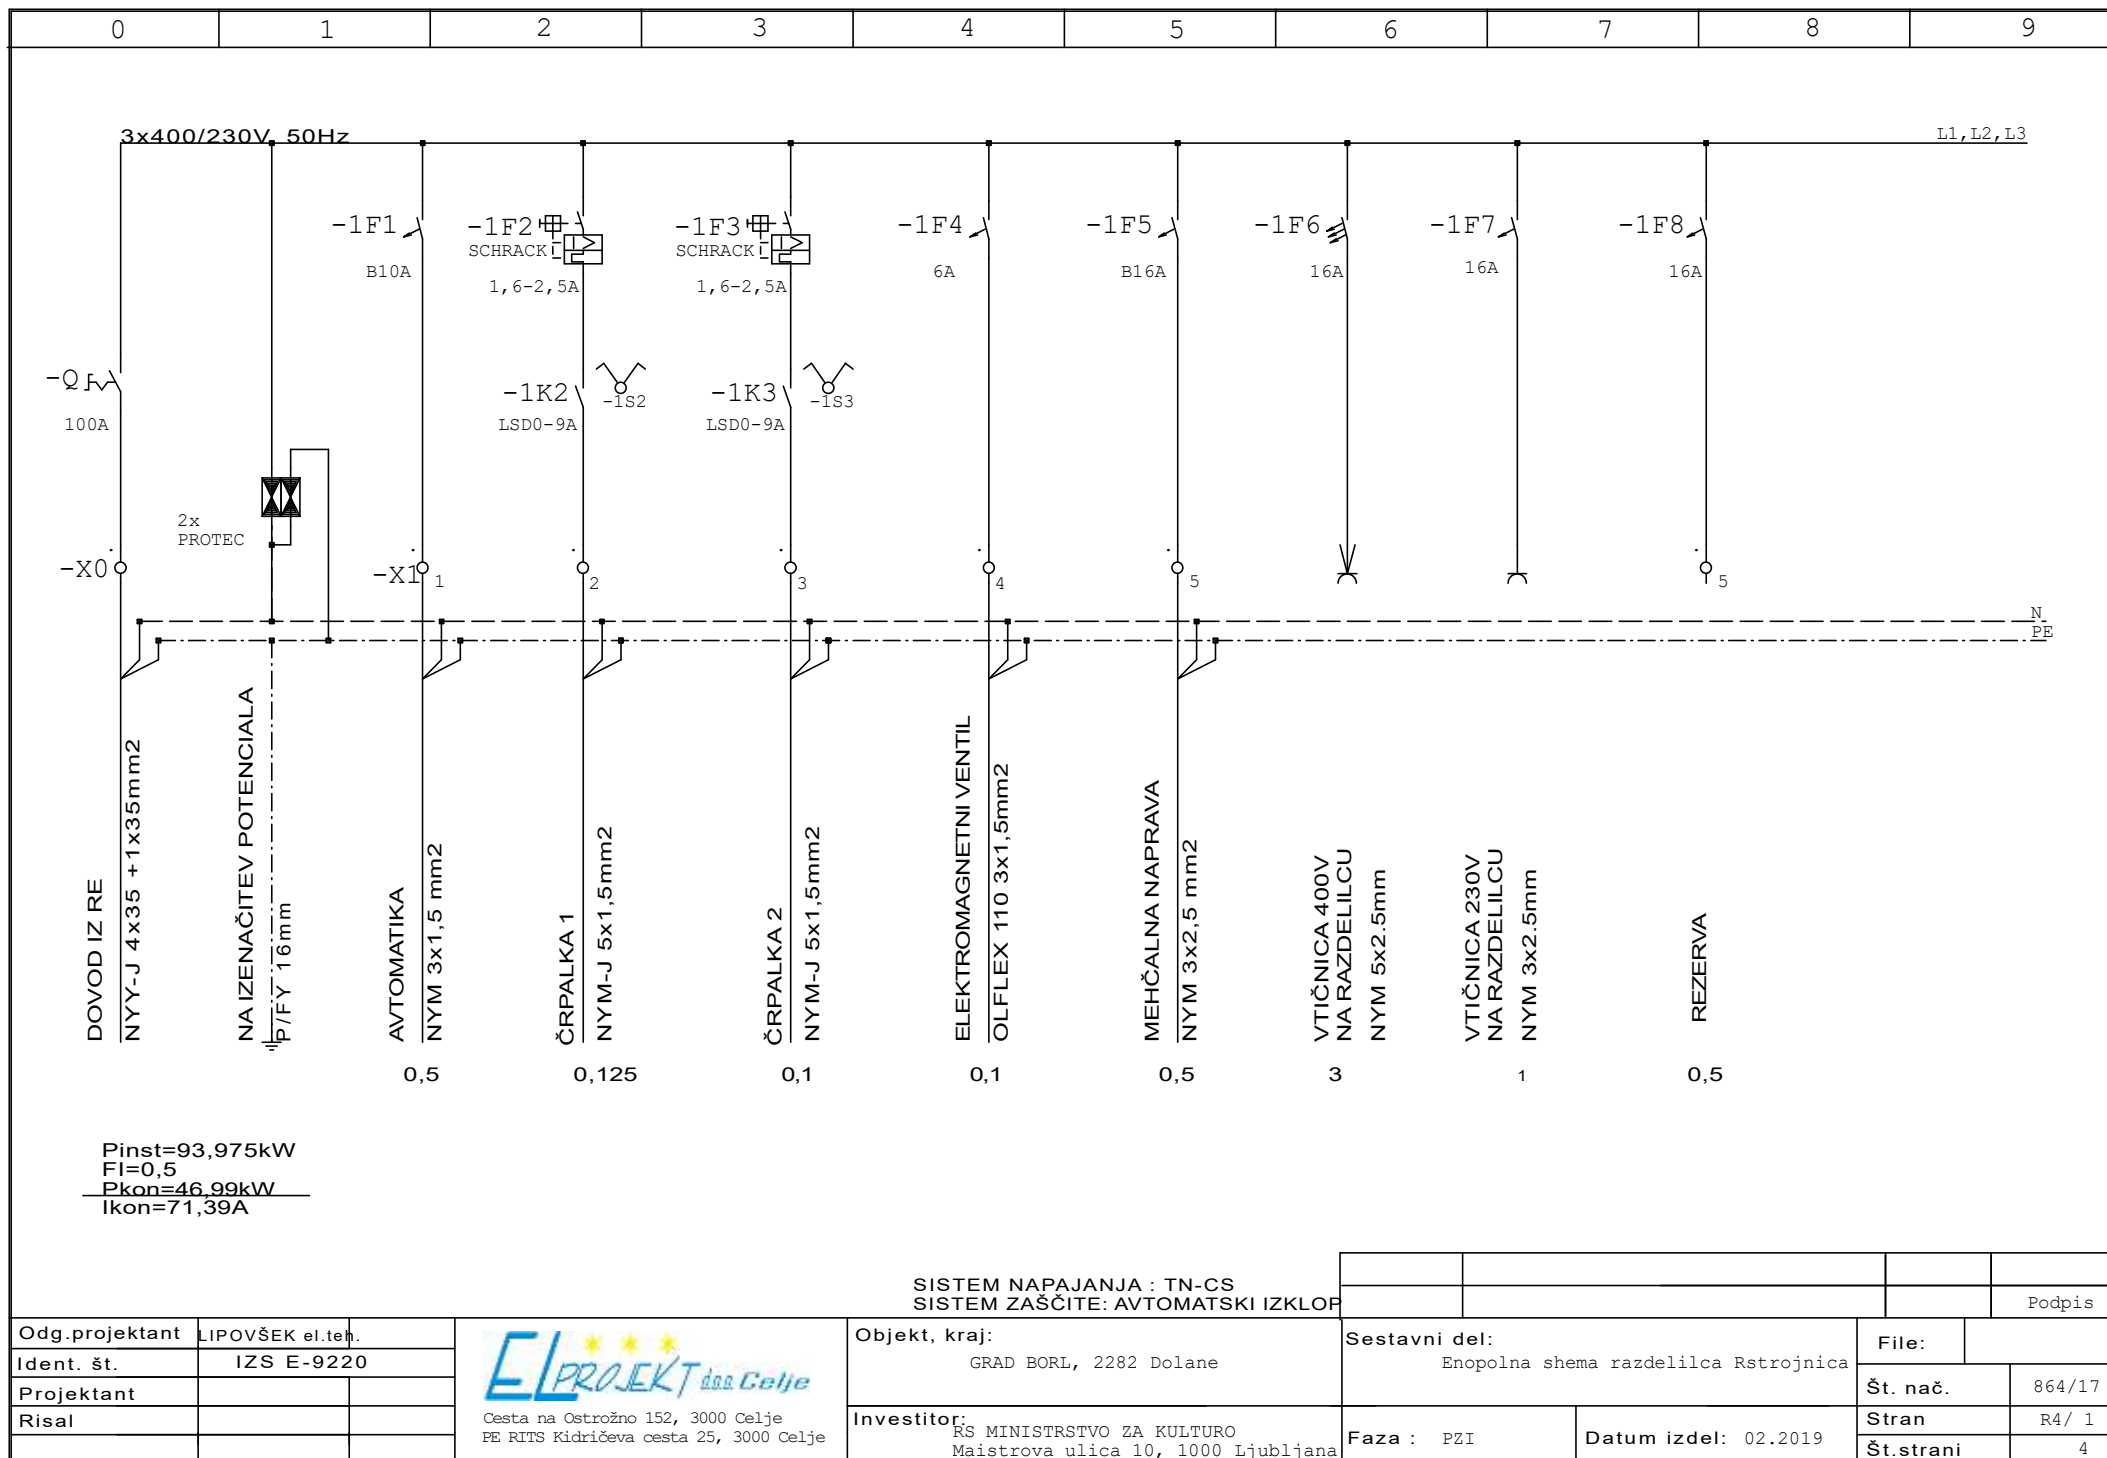 0 1 2 3 4 5 6 7 8 9
3x400/230V, 50Hz
L1,L2,L3
-1F1
B10A
-1F2
SCHRACK
1,6-2,5A
-1F3
SCHRACK
1,6-2,5A
-1F4
6A
-1F5
B16A
-1F6
16A
-1F7
16A
-1F8
16A
-Q
100A
-1K2
LSD0-9A
-1S2
-1K3
LSD0-9A
-1S3
2x
PROTEC
-X0
-X1
1
2
3
4
5
5
N
PE
DOVOD IZ RE
NYY-J 4x35 +1x35mm2
NA IZENAČITEV POTENCIALA
P/FY 16mm
AVTOMATIKA
NYM 3x1,5 mm2
ČRPALKA 1
NYM-J 5x1,5mm2
ČRPALKA 2
NYM-J 5x1,5mm2
ELEKTROMAGNETNI VENTIL
OLFLEX 110 3x1,5mm2
MEHČALNA NAPRAVA
NYM 3x2,5 mm2
VTIČNICA 400V
NA RAZDELILCU
NYM 5x2.5mm
VTIČNICA 230V
NA RAZDELILCU
NYM 3x2.5mm
REZERVA
0,5
0,125
0,1
0,1
0,5
3
1
0,5
Pinst=93,975kW
FI=0,5
Pkon=46,99kW
Ikon=71,39A
SISTEM NAPAJANJA : TN-CS
SISTEM ZAŠČITE: AVTOMATSKI IZKLOP
Podpis
Odg.projektant
LIPOVŠEK el.teh.
Ident. št.
IZS E-9220
Projektant
Risal
ELPROJEKT d.o.o. Celje
Cesta na Ostrožno 152, 3000 Celje
PE RITS Kidričeva cesta 25, 3000 Celje
Objekt, kraj:
GRAD BORL, 2282 Dolane
Investitor:
RS MINISTRSTVO ZA KULTURO
Maistrova ulica 10, 1000 Ljubljana
Sestavni del:
Enopolna shema razdelilca Rstrojnica
Faza : PZI
Datum izdel: 02.2019
File:
Št. nač.
864/17
Stran
R4/ 1
Št.strani
4